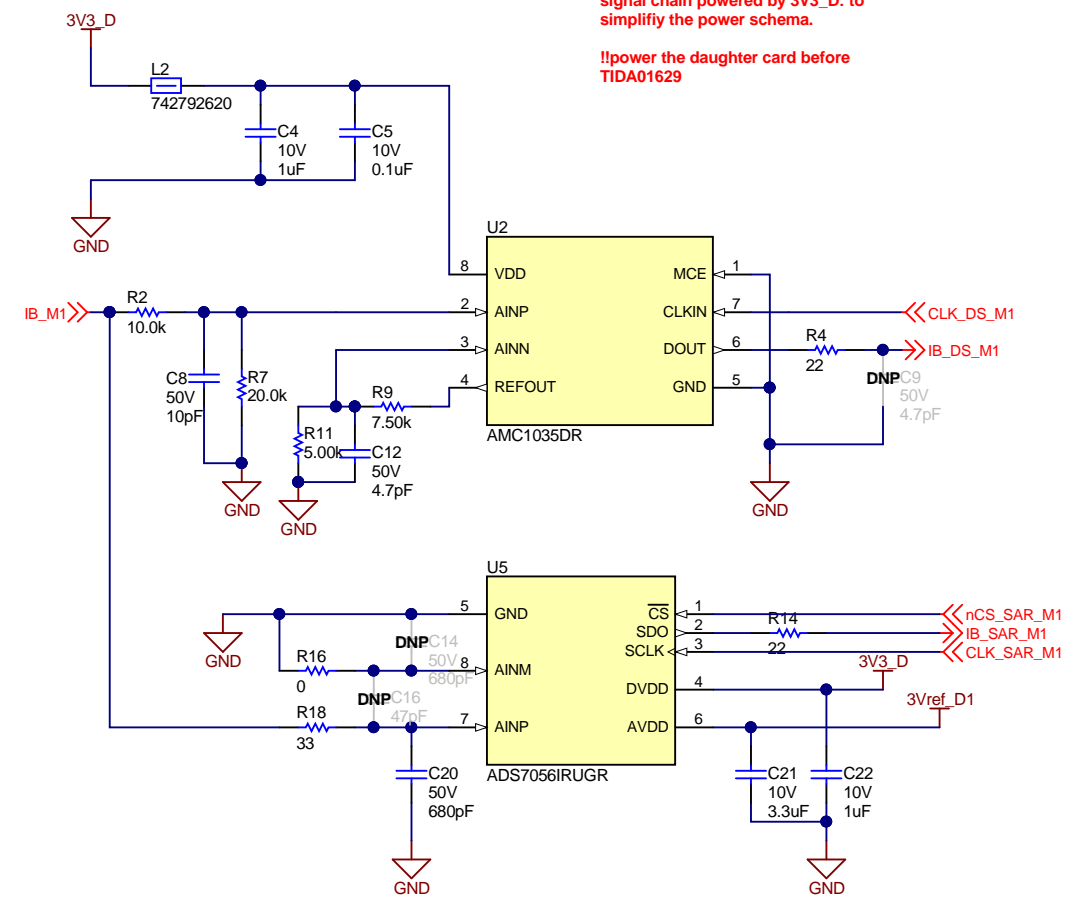 signal chain powered by 3V3_D. to
simplifiy the power schema.
!!power the daughter card before
TIDA01629
3V3_D
L2
742792620
C4
10V
1uF
C5
10V
0.1uF
GND
U2
8 VDD
MCE 1
IB_M1
R2
10.0k
2 AINP
CLKIN 7
CLK_DS_M1
3 AINN
DOUT 6
R4
22
IB_DS_M1
C8
50V
10pF
R7
20.0k
4 REFOUT
GND 5
DNP C9
50V
4.7pF
R9
7.50k
R11
5.00k
C12
50V
4.7pF
AMC1035DR
GND
GND
GND
U5
5 GND
CS 1
nCS_SAR_M1
SDO 2
R14
22
IB_SAR_M1
SCLK 3
CLK_SAR_M1
GND
DNP C14
50V
680pF
R16
0
8 AINM
DVDD 4
3V3_D
DNP C16
47pF
R18
33
7 AINP
AVDD 6
3Vref_D1
ADS7056IRUGR
C20
50V
680pF
C21
10V
3.3uF
C22
10V
1uF
GND
GND